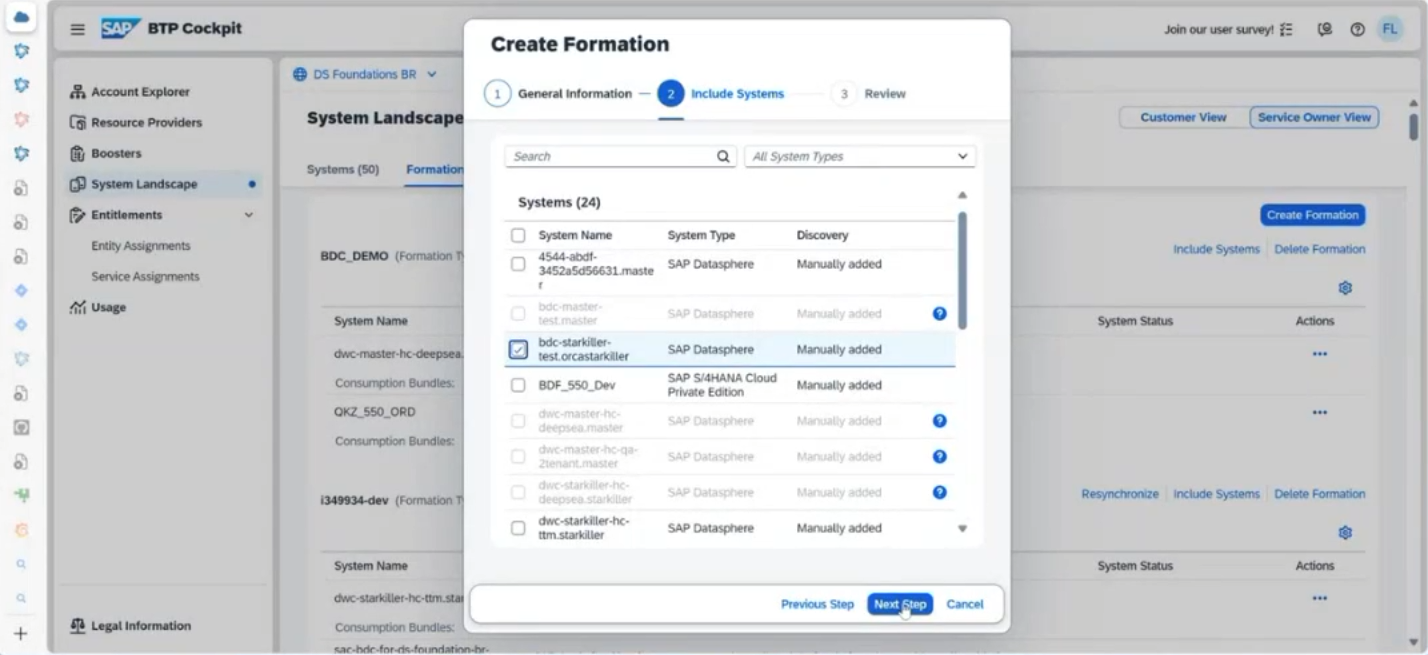 SAP BTP Cockpit
Join our user survey!
FL
Account Explorer
Resource Providers
Boosters
System Landscape
Entitlements
Entity Assignments
Service Assignments
Usage
Legal Information
DS Foundations BR
System Landscape
Customer View
Service Owner View
Systems (50)
Formation
Create Formation
BDC_DEMO (Formation T
Include Systems
Delete Formation
System Name
System Status
Actions
dwc-master-hc-deepsea.
Consumption Bundles:
QKZ_550_ORD
Consumption Bundles:
i349934-dev (Formation T
Resynchronize
Include Systems
Delete Formation
System Name
System Status
Actions
dwc-starkiller-hc-ttm.star
Consumption Bundles:
sac-bdc-for-ds-foundation-br-
Create Formation
1 General Information
2 Include Systems
3 Review
Search
All System Types
Systems (24)
System Name System Type Discovery
4544-abdf-
3452a5d56631.maste
r
SAP Datasphere Manually added
bdc-master-
test.master
SAP Datasphere Manually added ?
bdc-starkiller-
test.orcastarkiller
SAP Datasphere Manually added
BDF_550_Dev
SAP S/4HANA Cloud
Private Edition
Manually added
dwc-master-hc-
deepsea.master
SAP Datasphere Manually added ?
dwc-master-hc-qa-
2tenant.master
SAP Datasphere Manually added ?
dwc-starkiller-hc-
deepsea.starkiller
SAP Datasphere Manually added ?
dwc-starkiller-hc-
ttm.starkiller
SAP Datasphere Manually added
Previous Step
Next Step
Cancel